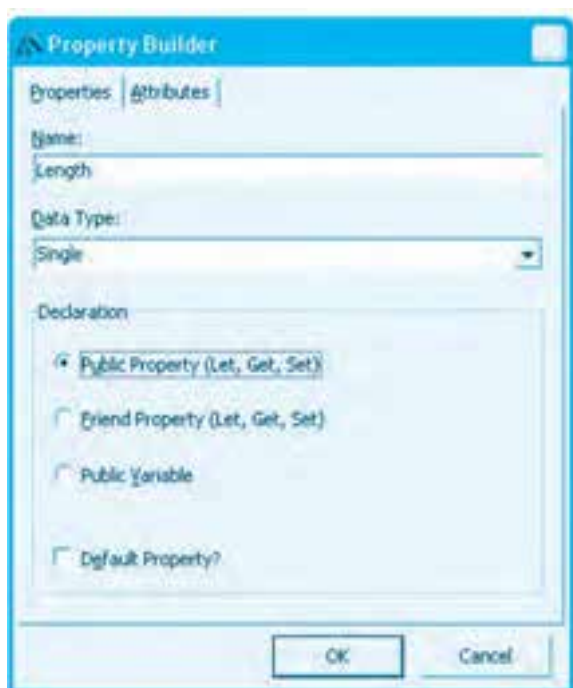 Property Builder
Properties Attributes
Name:
Length
Data Type:
Single
Declaration
Public Property (Let, Get, Set)
Friend Property (Let, Get, Set)
Public Variable
Default Property?
OK Cancel